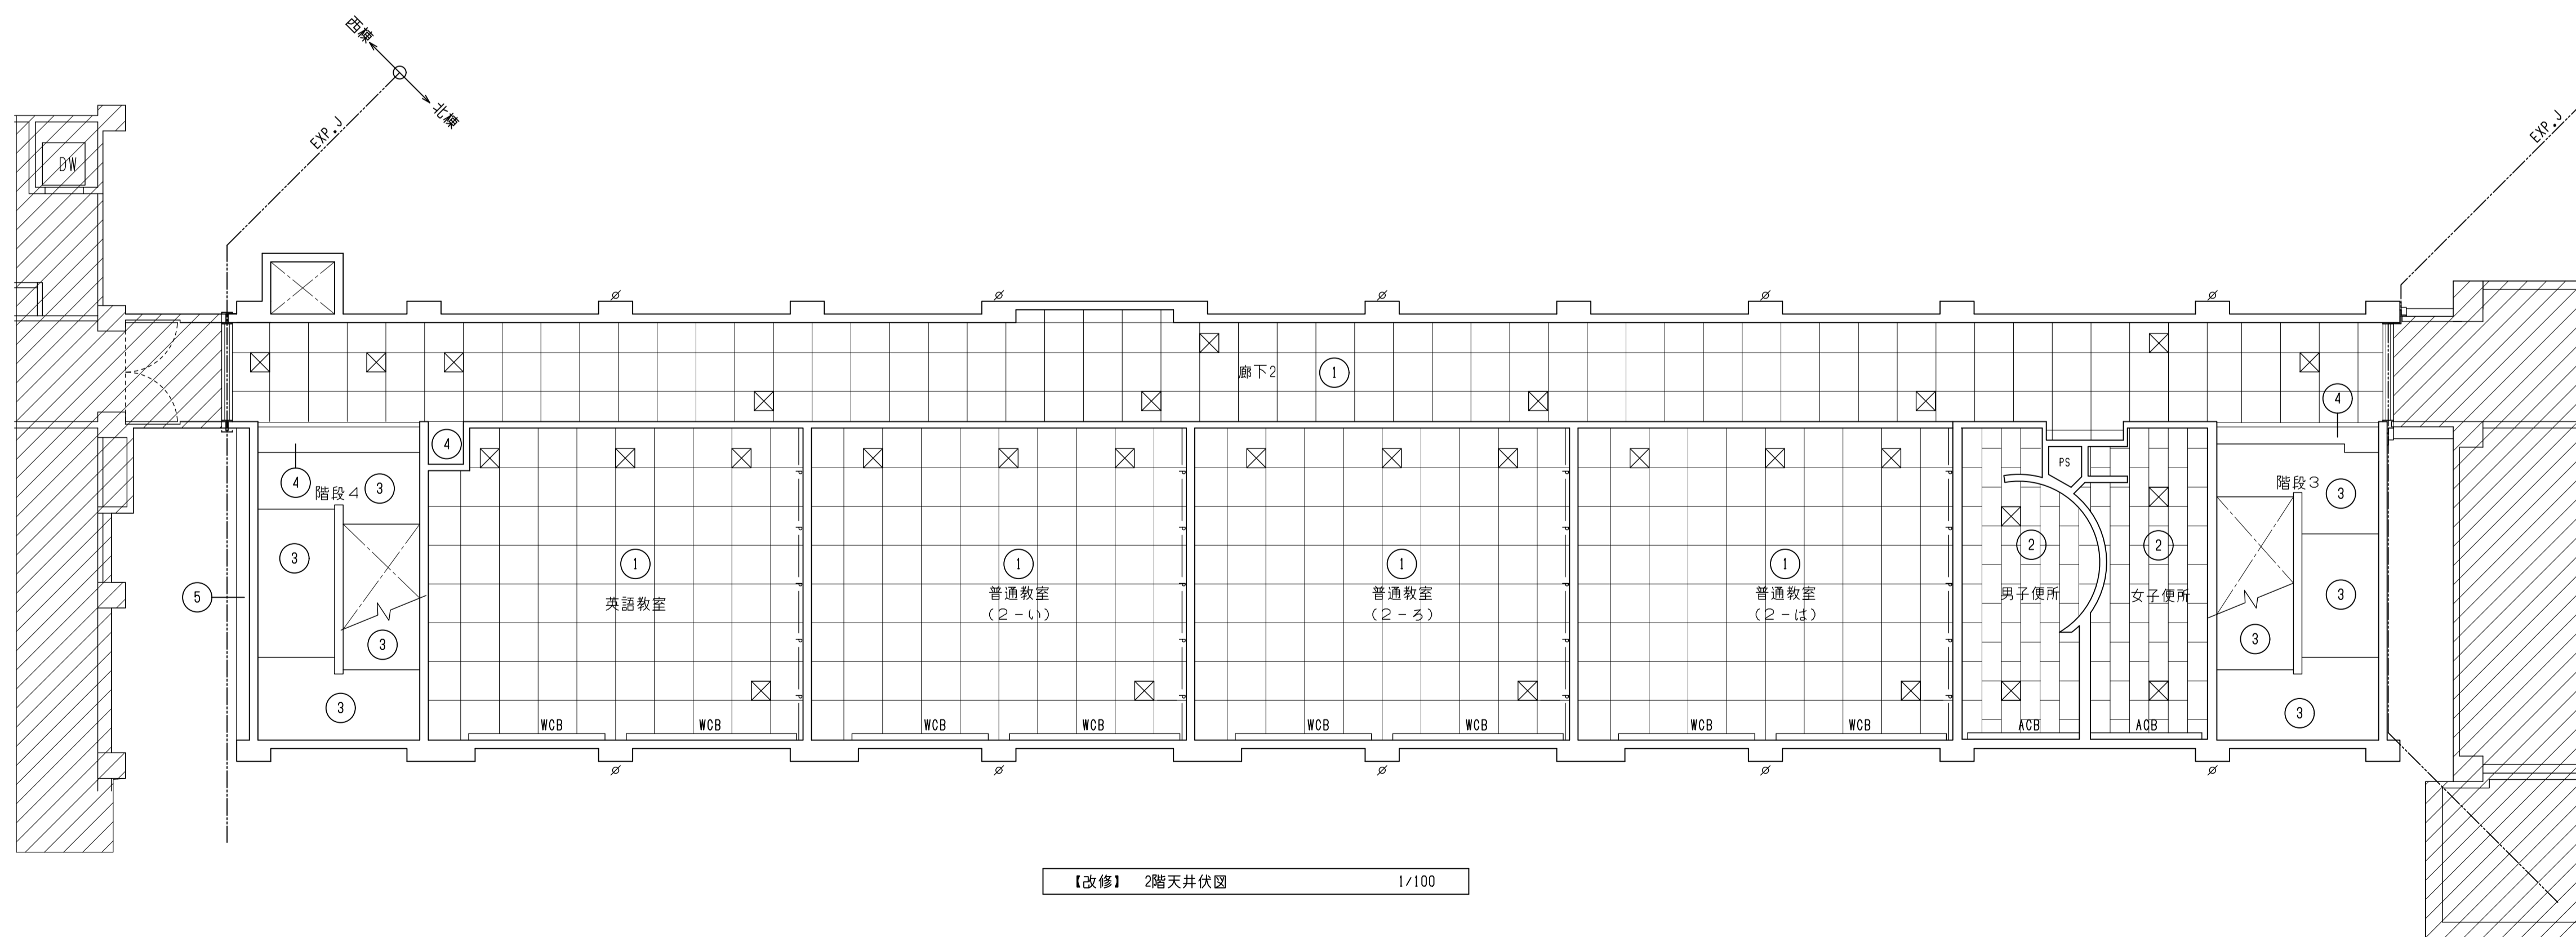 西棟
北棟
EXP.J
EXP.J
DW
廊下2
1
4
4
PS
4
階段4
3
階段3
3
3
1
1
1
1
2
2
3
5
英語教室
普通教室
(2-い)
普通教室
(2-ろ)
普通教室
(2-は)
男子便所
女子便所
3
3
3
3
WCB
WCB
WCB
WCB
WCB
WCB
WCB
WCB
ACB
ACB
【改修】 2階天井伏図 1/100